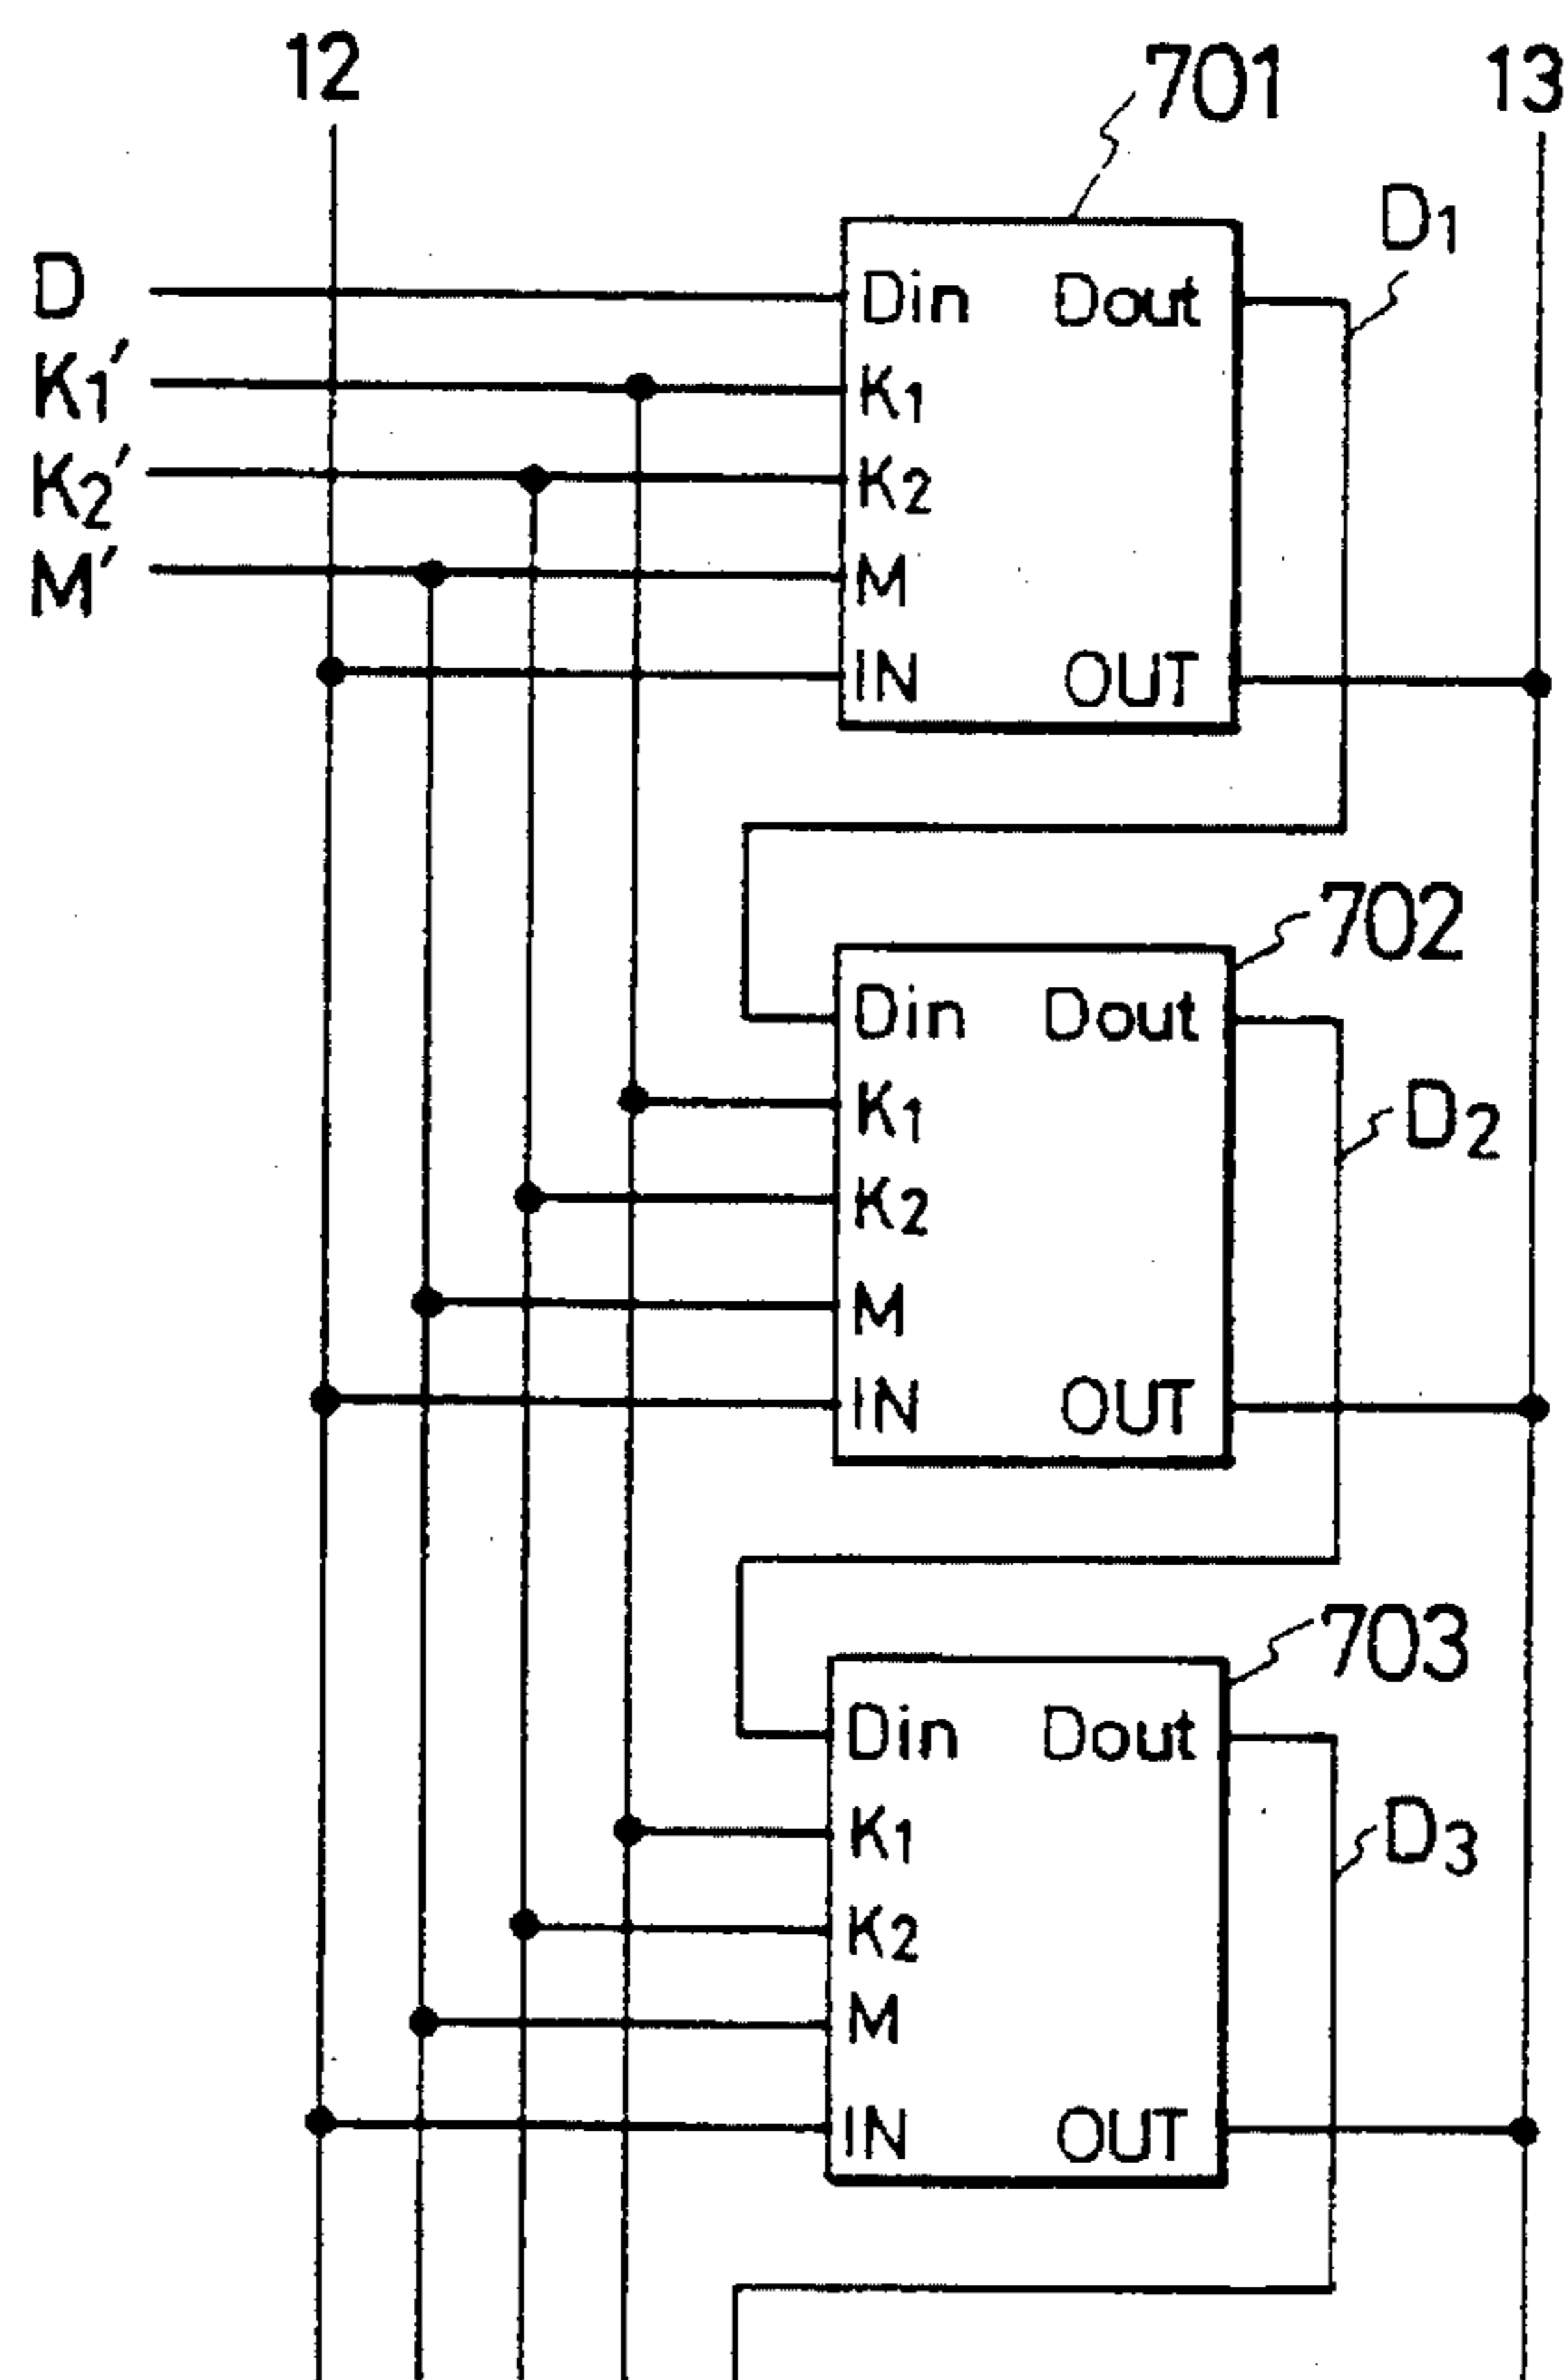 12
701
13
D1
D
Din Dout
K1′
K1
K2′
K2
M′
M
IN OUT
702
Din Dout
K1
D2
K2
M
IN OUT
703
Din Dout
K1
D3
K2
M
IN OUT